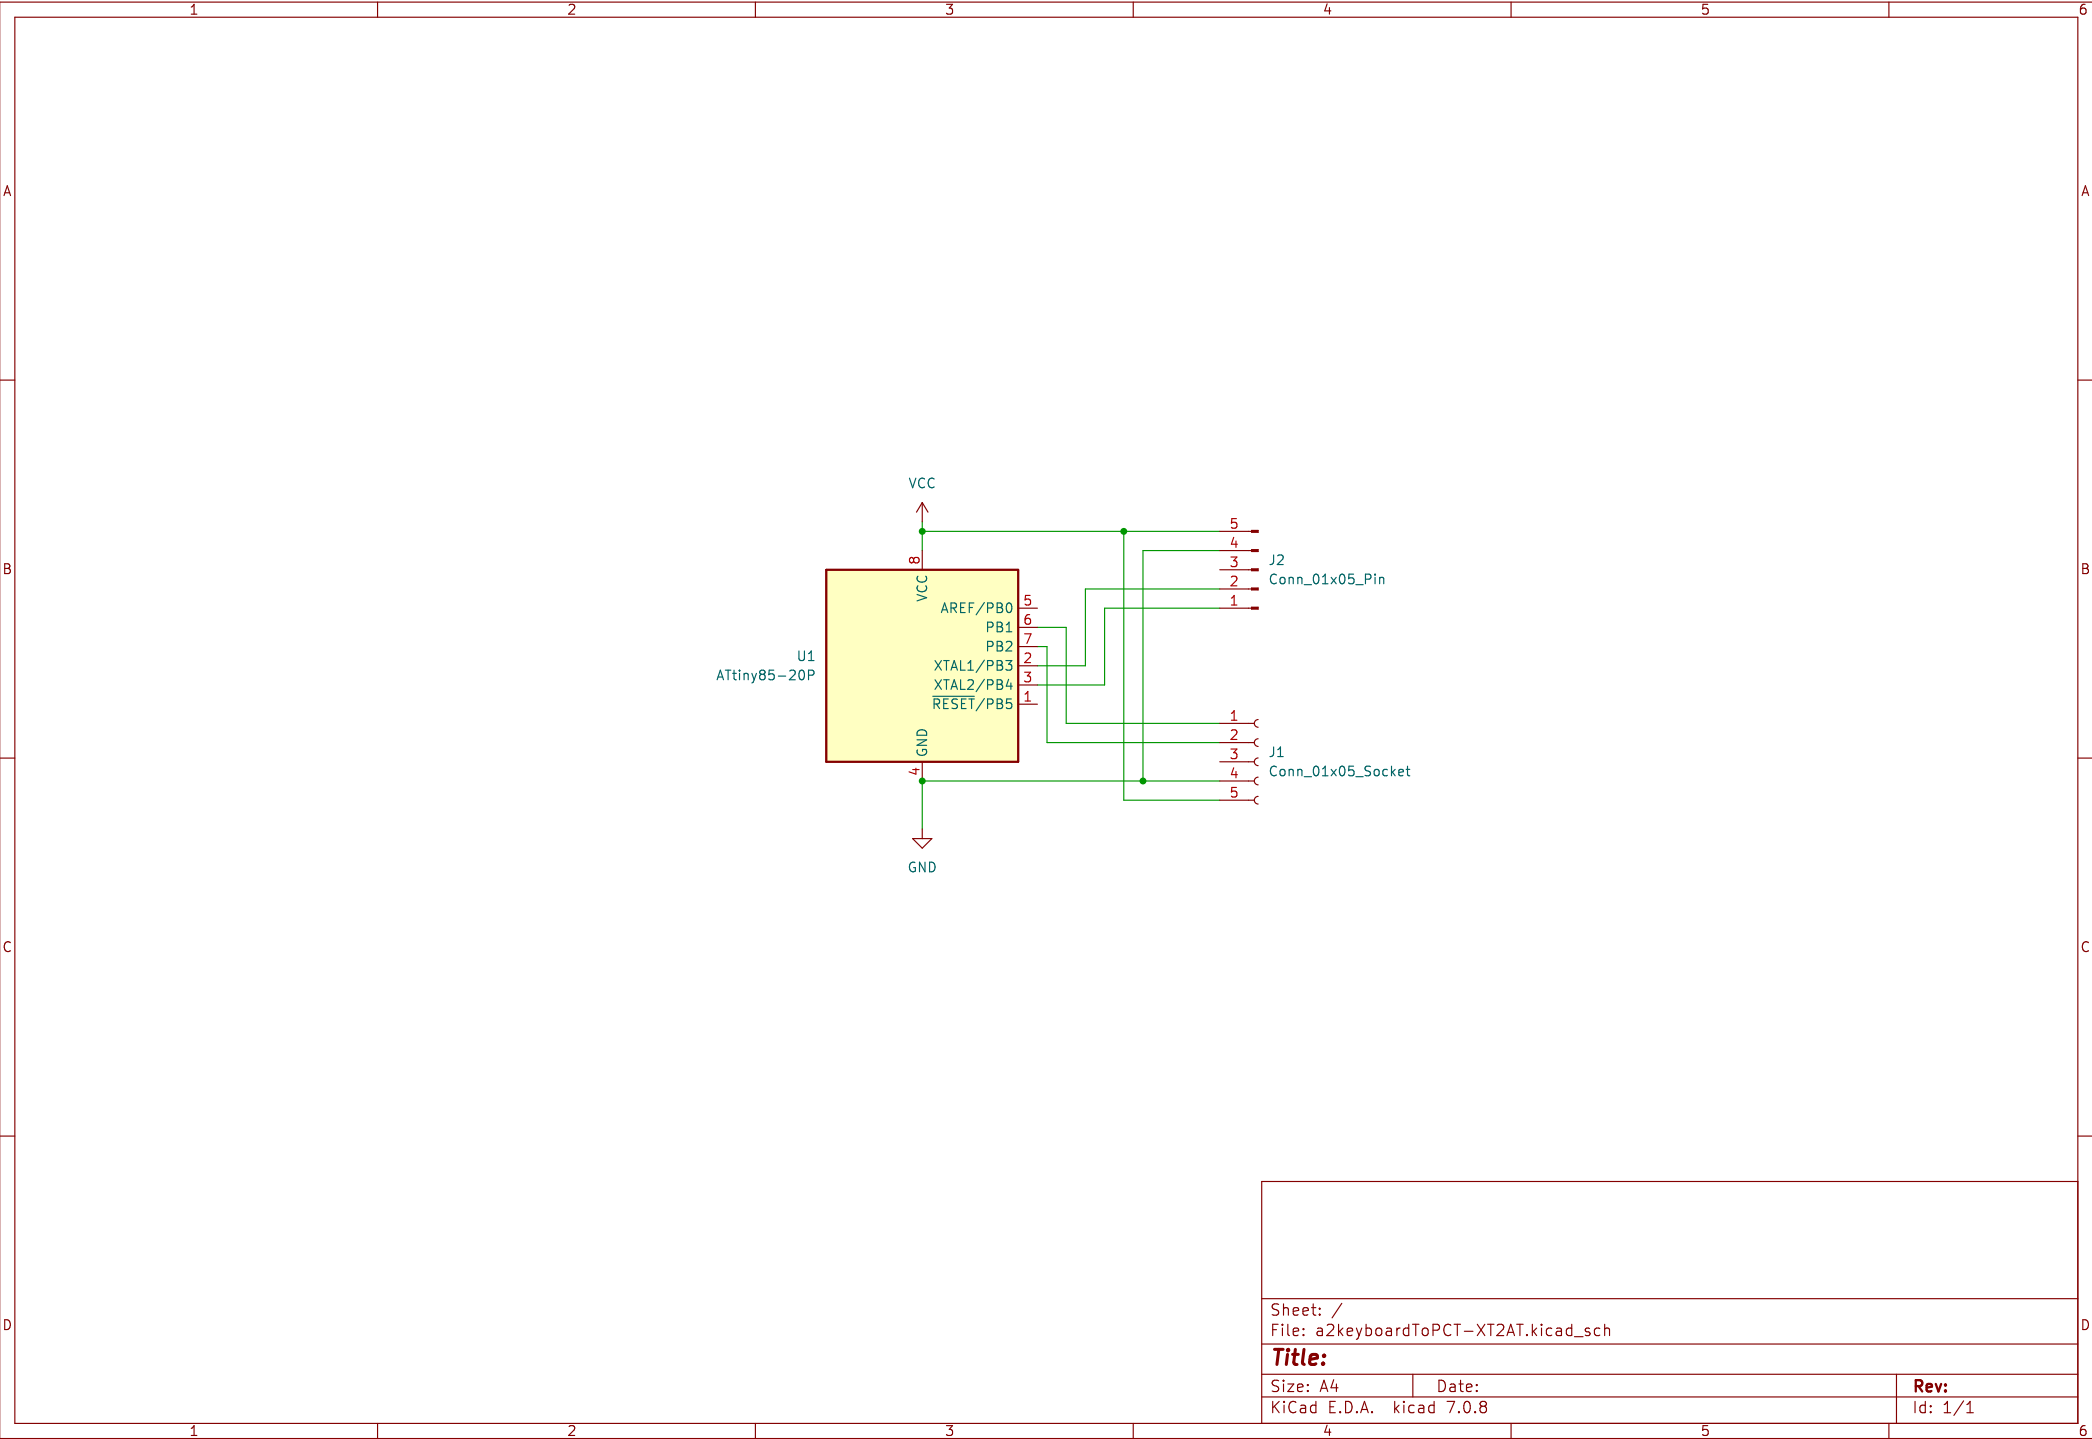 1 2 3 4 5 6
A A
VCC
5
4
J2
3
B B
8
Conn_01x05_Pin
2
VCC
1
AREF/PB0 5
PB1 6
PB2 7
U1
XTAL1/PB3 2
ATtiny85-20P
XTAL2/PB4 3
RESET/PB5 1
1
2
GND
J1
3
Conn_01x05_Socket
4
4
5
GND
C C
Sheet: /
D D
File: a2keyboardToPCT-XT2AT.kicad_sch
Title:
Size: A4 Date: Rev:
KiCad E.D.A. kicad 7.0.8 Id: 1/1
1 2 3 4 5 6